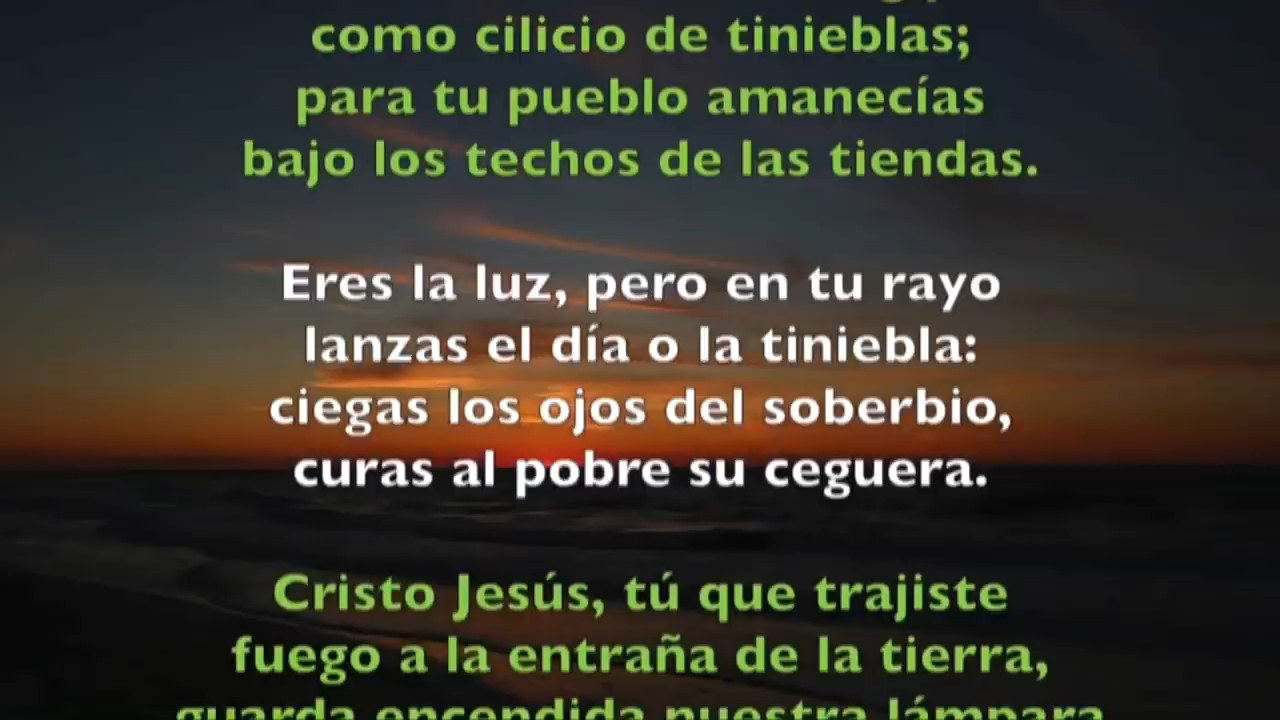 como cilicio de tinieblas;
para tu pueblo amanecías
bajo los techos de las tiendas.
Eres la luz, pero en tu rayo
lanzas el día o la tiniebla:
ciegas los ojos del soberbio,
curas al pobre su ceguera.
Cristo Jesús, tú que trajiste
fuego a la entraña de la tierra,
guarda encendida nuestra lámpara